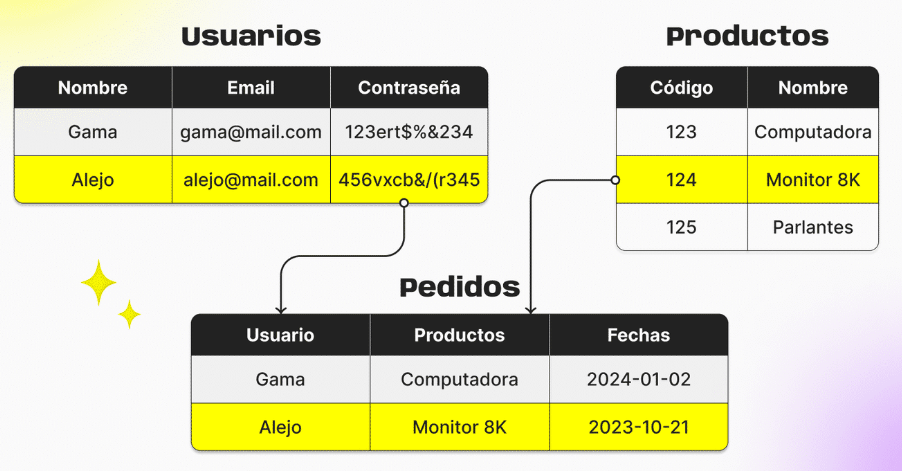 Usuarios
Nombre Email Contraseña
Gama gama@mail.com 123ert$%&234
Alejo alejo@mail.com 456vxcb&/(r345
Productos
Código Nombre
123 Computadora
124 Monitor 8K
125 Parlantes
Pedidos
Usuario Productos Fechas
Gama Computadora 2024-01-02
Alejo Monitor 8K 2023-10-21